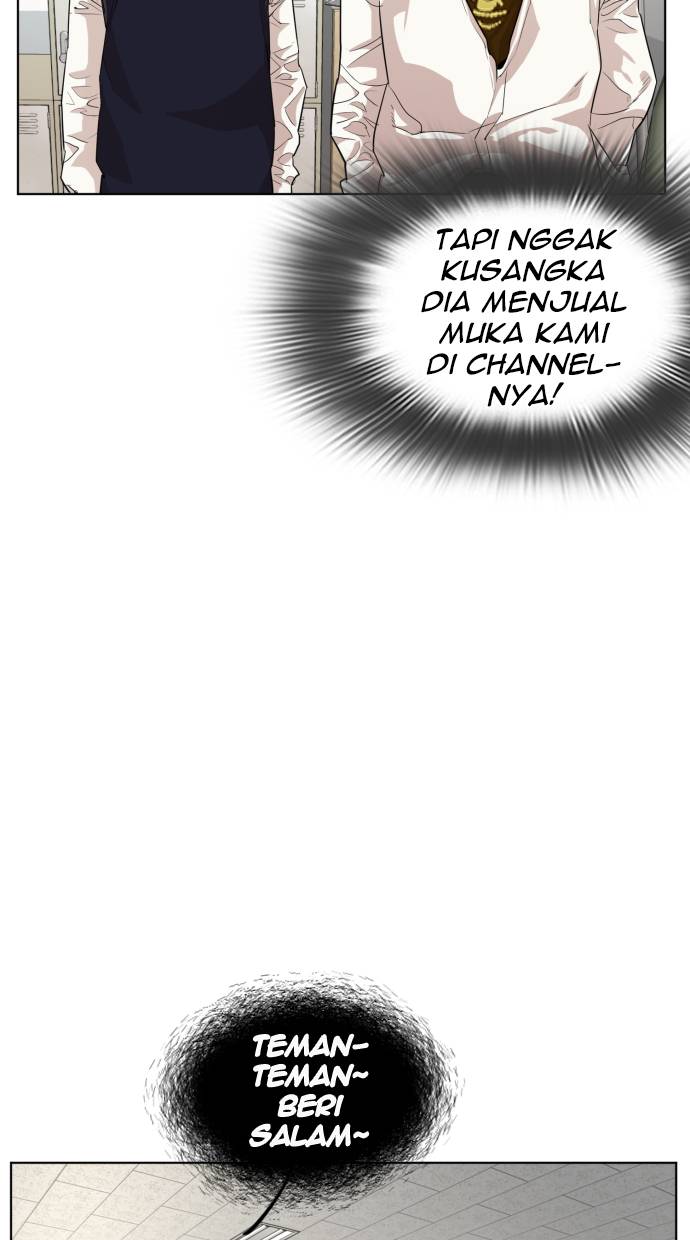 TAPI NGGAK
KUSANGKA
DIA MENJUAL
MUKA KAMI
DI CHANNEL-
NYA!
TEMAN-
TEMAN~
BERI
SALAM~